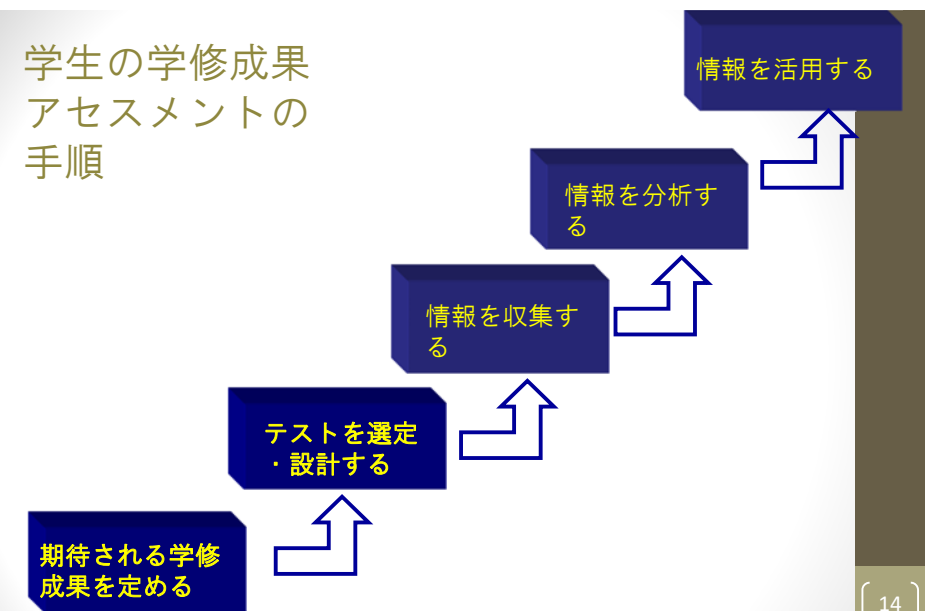 学生の学修成果
アセスメントの
手順
情報を活用する
情報を分析す
る
情報を収集す
る
テストを選定
・設計する
期待される学修
成果を定める
14